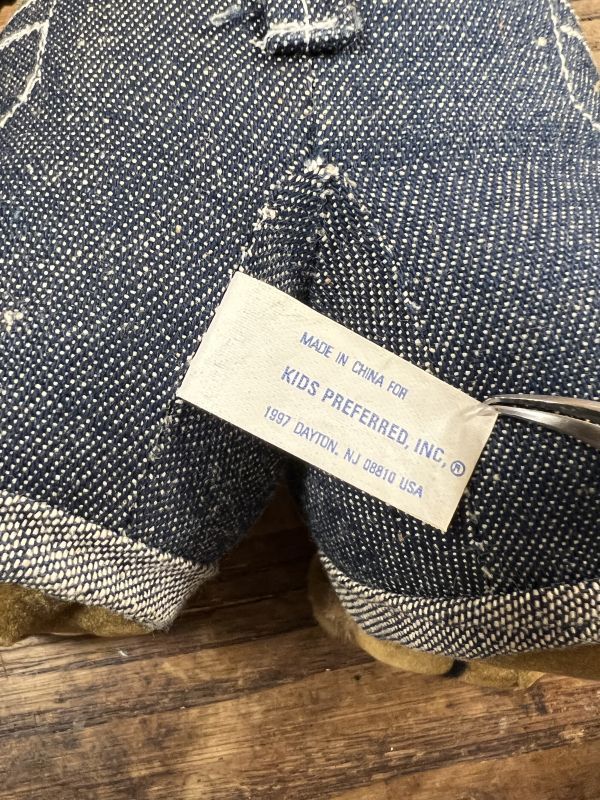 MADE IN CHINA FOR
KIDS PREFERRED, INC,®
1997 DAYTON, NJ 08810 USA